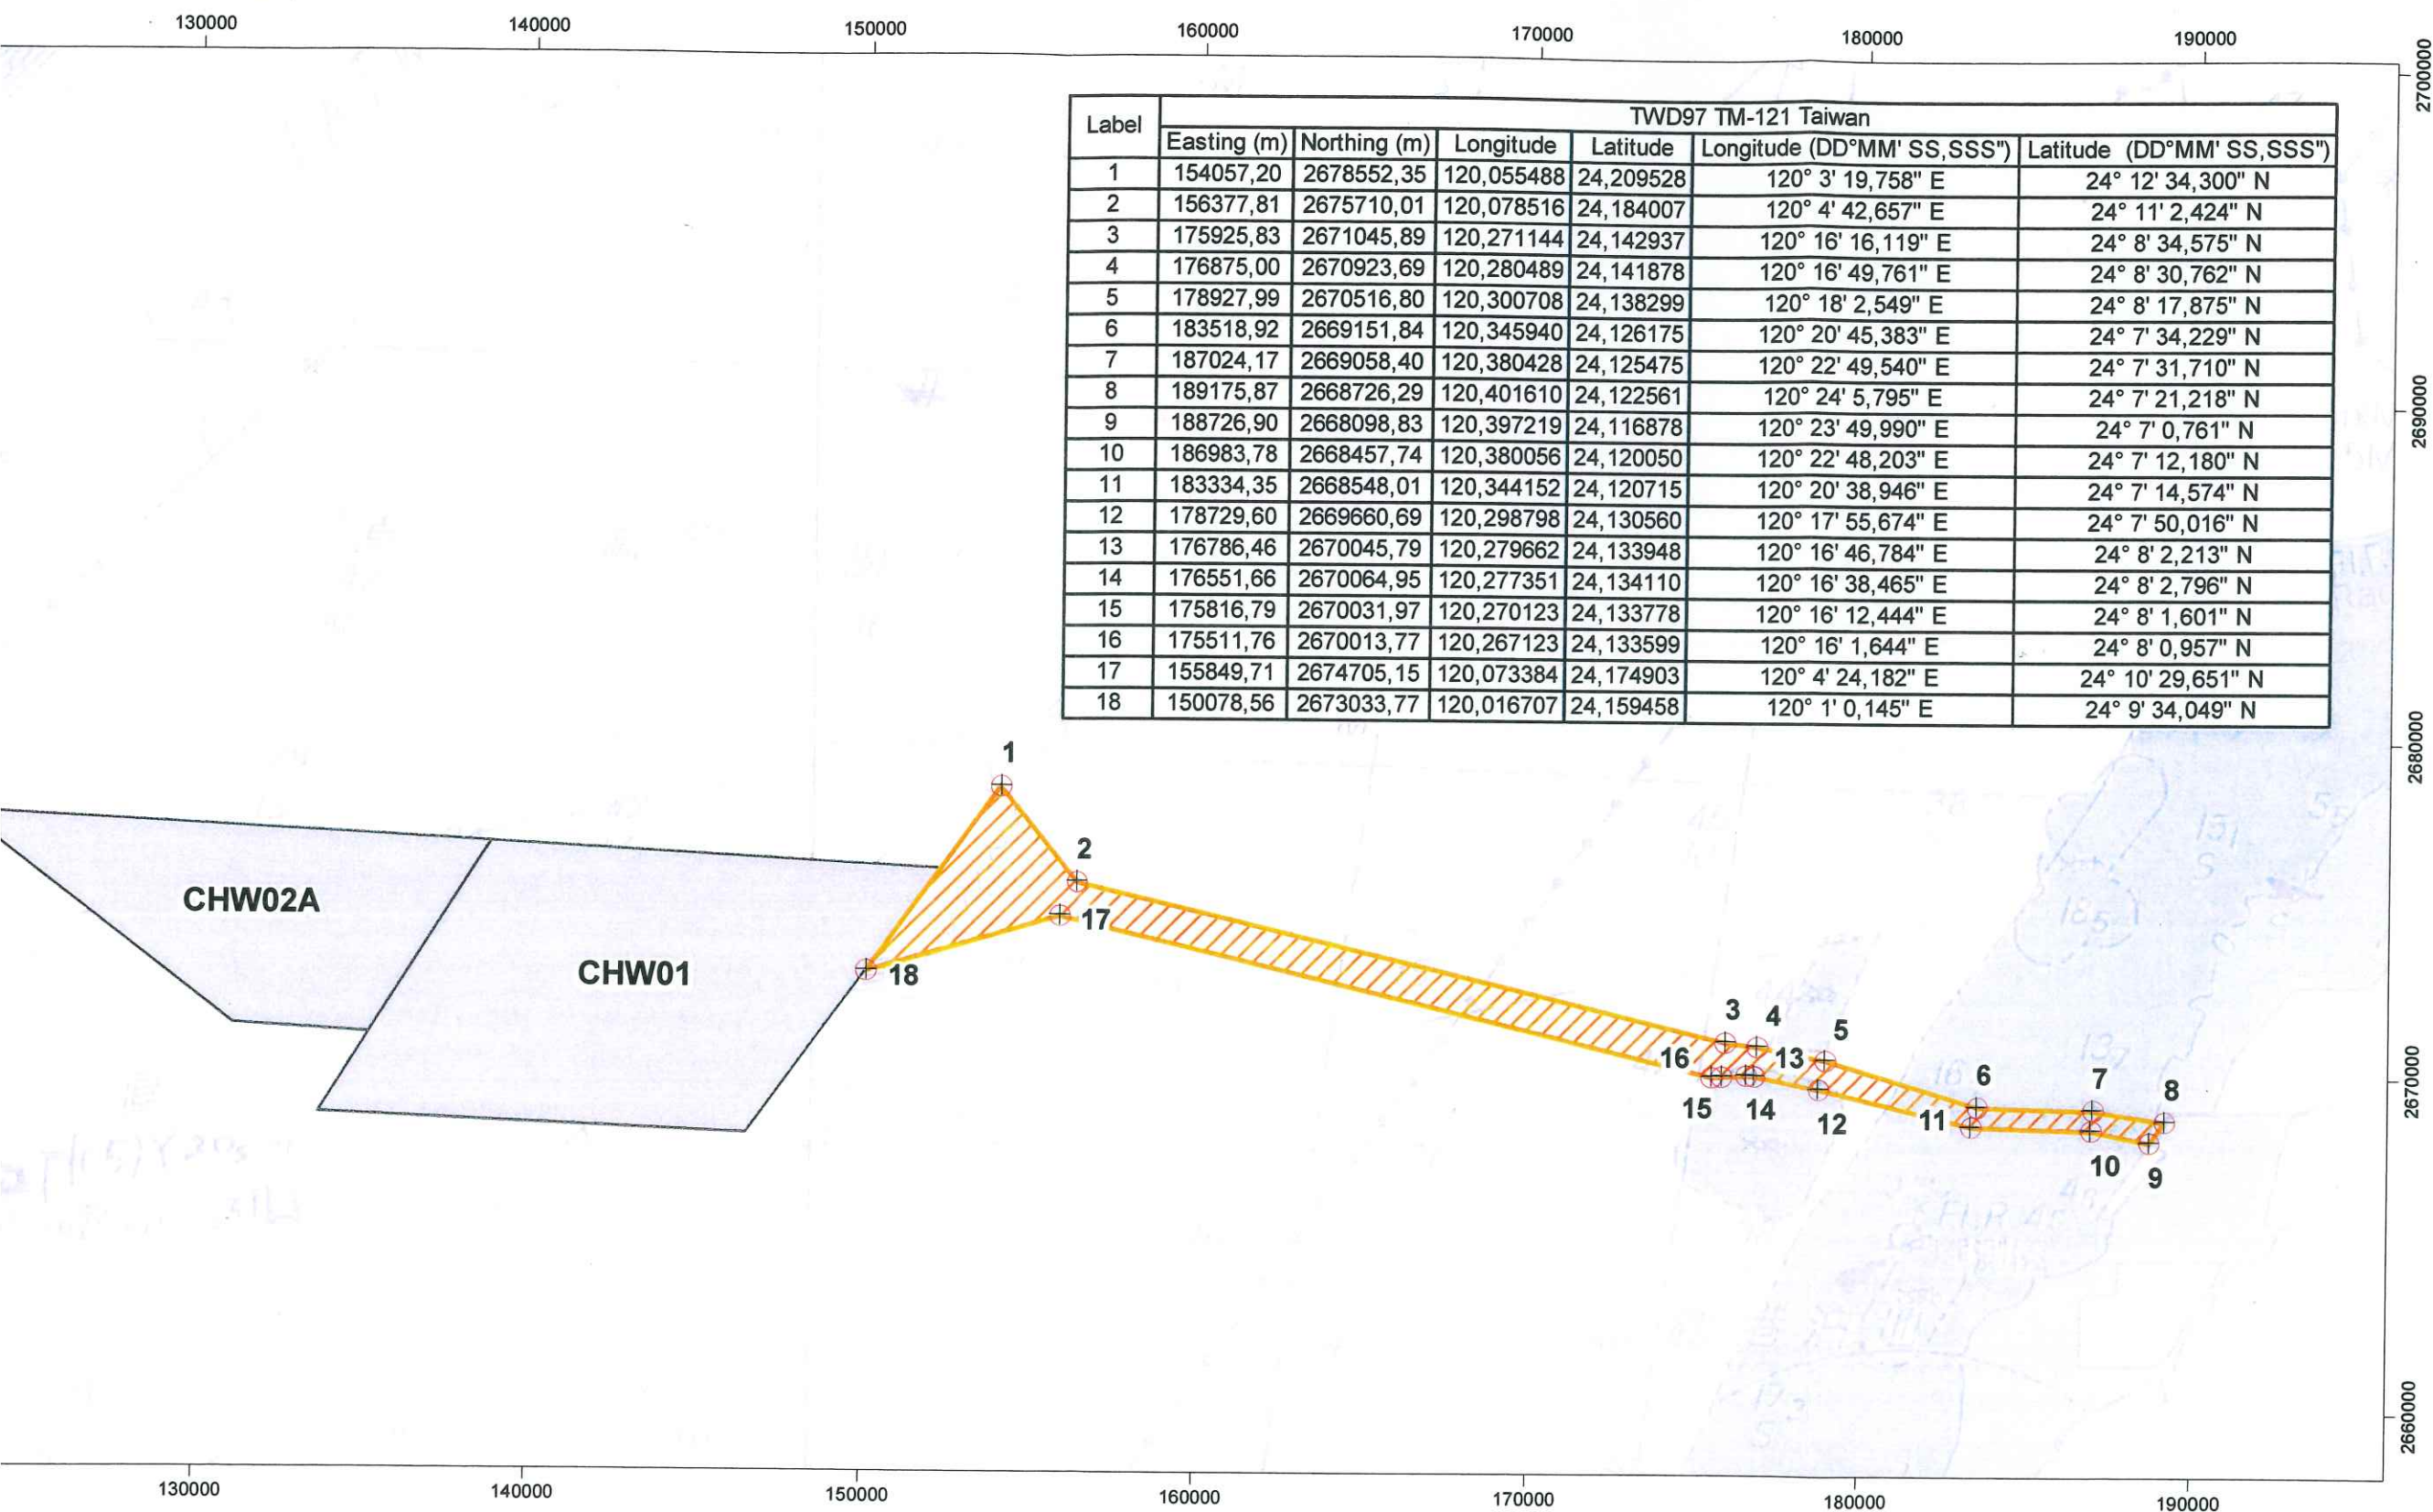 130000 140000 150000 160000 170000 180000 190000
2700000
Label TWD97 TM-121 Taiwan
Easting (m) Northing (m) Longitude Latitude Longitude (DD°MM' SS,SSS") Latitude (DD°MM' SS,SSS")
1 154057,20 2678552,35 120,055488 24,209528 120° 3' 19,758" E 24° 12' 34,300" N
2 156377,81 2675710,01 120,078516 24,184007 120° 4' 42,657" E 24° 11' 2,424" N
3 175925,83 2671045,89 120,271144 24,142937 120° 16' 16,119" E 24° 8' 34,575" N
4 176875,00 2670923,69 120,280489 24,141878 120° 16' 49,761" E 24° 8' 30,762" N
5 178927,99 2670516,80 120,300708 24,138299 120° 18' 2,549" E 24° 8' 17,875" N
6 183518,92 2669151,84 120,345940 24,126175 120° 20' 45,383" E 24° 7' 34,229" N
7 187024,17 2669058,40 120,380428 24,125475 120° 22' 49,540" E 24° 7' 31,710" N
8 189175,87 2668726,29 120,401610 24,122561 120° 24' 5,795" E 24° 7' 21,218" N
9 188726,90 2668098,83 120,397219 24,116878 120° 23' 49,990" E 24° 7' 0,761" N
10 186983,78 2668457,74 120,380056 24,120050 120° 22' 48,203" E 24° 7' 12,180" N
11 183334,35 2668548,01 120,344152 24,120715 120° 20' 38,946" E 24° 7' 14,574" N
12 178729,60 2669660,69 120,298798 24,130560 120° 17' 55,674" E 24° 7' 50,016" N
13 176786,46 2670045,79 120,279662 24,133948 120° 16' 46,784" E 24° 8' 2,213" N
14 176551,66 2670064,95 120,277351 24,134110 120° 16' 38,465" E 24° 8' 2,796" N
15 175816,79 2670031,97 120,270123 24,133778 120° 16' 12,444" E 24° 8' 1,601" N
16 175511,76 2670013,77 120,267123 24,133599 120° 16' 1,644" E 24° 8' 0,957" N
17 155849,71 2674705,15 120,073384 24,174903 120° 4' 24,182" E 24° 10' 29,651" N
18 150078,56 2673033,77 120,016707 24,159458 120° 1' 0,145" E 24° 9' 34,049" N
2690000
2680000
1
2
CHW02A
17
CHW01
18
3 4 5
16 13
6 7 8
15 14 12 11
10 9
2670000
2660000
130000 140000 150000 160000 170000 180000 190000